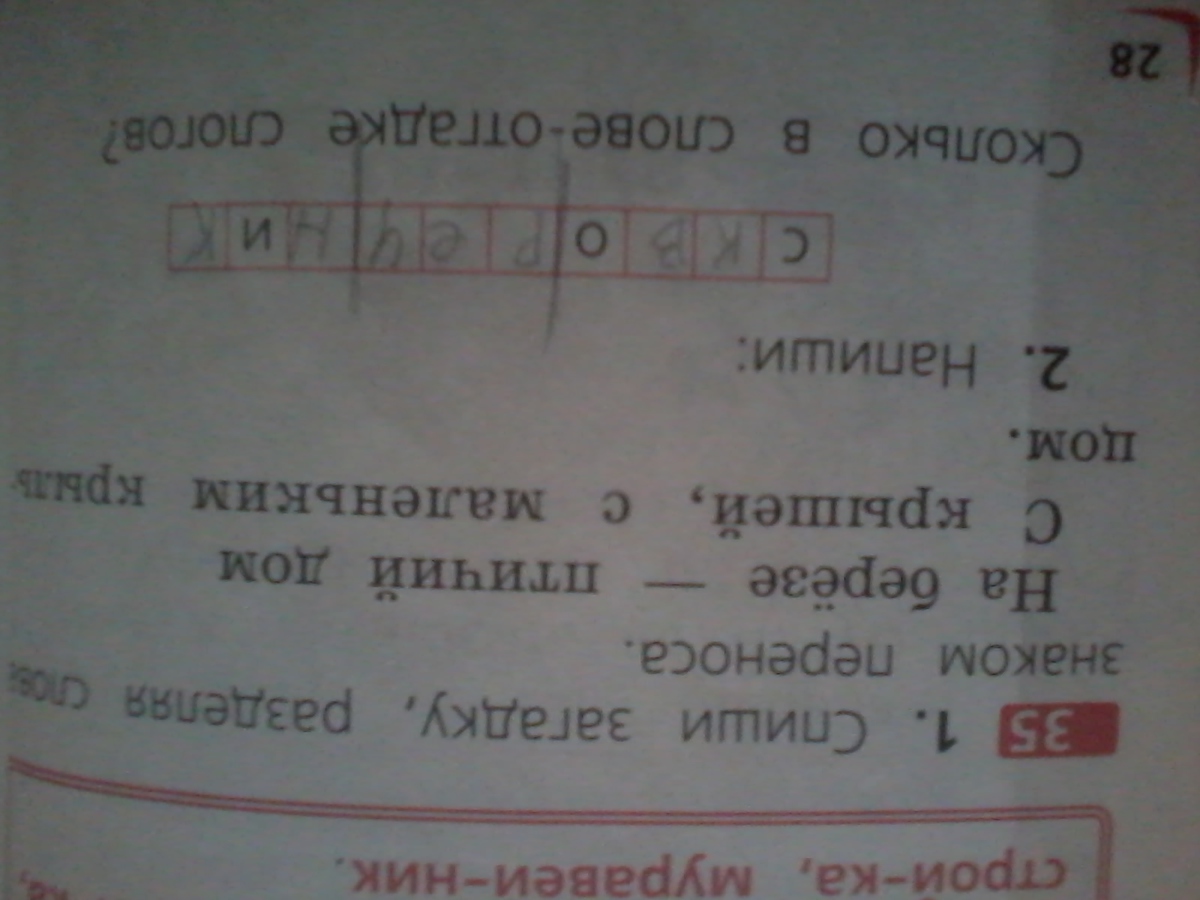 строй-ка, муравей-ник.
35 1. Спиши загадку, разделяя слова
знаком переноса.
На берёзе — птичий дом
С крышей, с маленьким крыль
цом.
2. Напиши:
СКВОРЕЧНИК
Сколько в слове-отгадке слогов?
28